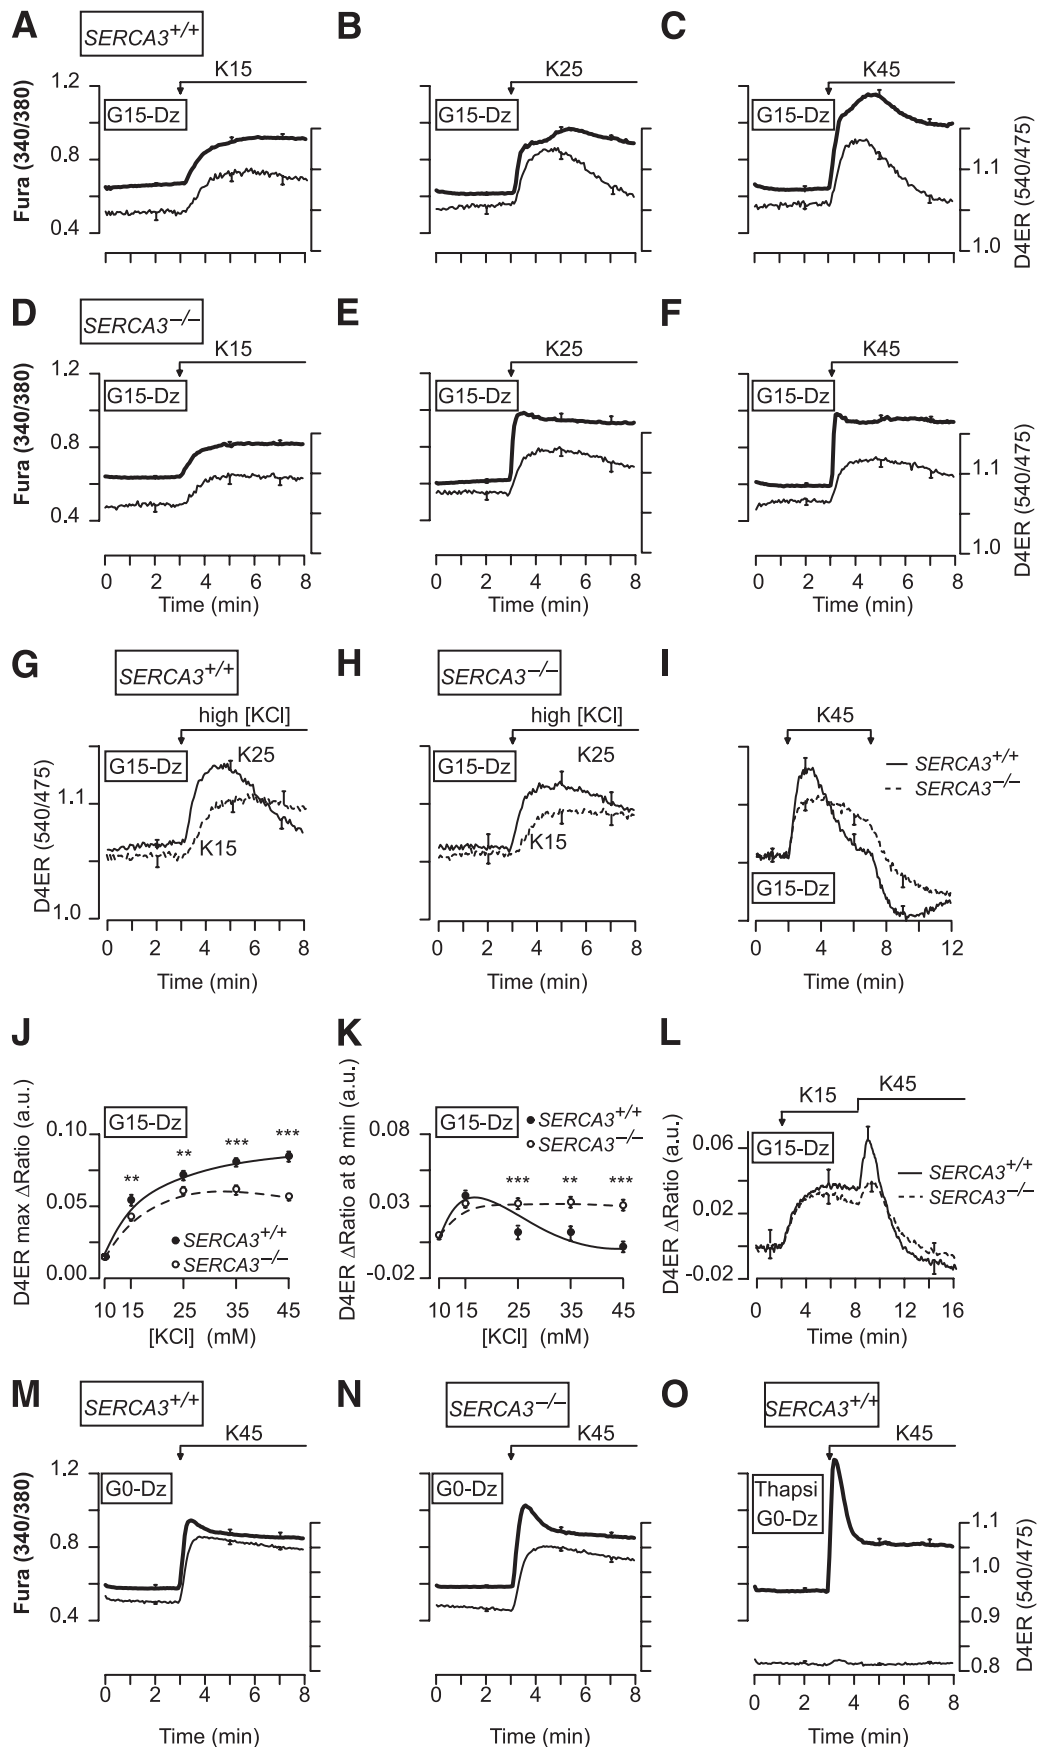 A SERCA3+/+ B C
K15 K25 K45
1.2
G15-Dz G15-Dz G15-Dz
Fura (340/380)
0.8
0.4
1.1
1.0
D4ER (540/475)
D SERCA3−/− E F
K15 K25 K45
1.2
G15-Dz G15-Dz G15-Dz
Fura (340/380)
0.8
0.4
1.1
1.0
D4ER (540/475)
0 2 4 6 8 0 2 4 6 8 0 2 4 6 8
Time (min) Time (min) Time (min)
G SERCA3+/+ H SERCA3−/− I
high [KCl] high [KCl] K45
G15-Dz K25 G15-Dz K25 SERCA3+/+
SERCA3−/−
D4ER (540/475)
1.1
K15 K15
G15-Dz
1.0
0 2 4 6 8 0 2 4 6 8 0 4 8 12
Time (min) Time (min) Time (min)
J K L
K15 K45
D4ER max ΔRatio (a.u.)
G15-Dz
0.10
** ** *** ***
0.05
SERCA3+/+
SERCA3−/−
0.00
10 15 25 35 45
[KCl] (mM)
D4ER ΔRatio at 8 min (a.u.)
G15-Dz
SERCA3+/+
SERCA3−/−
0.08
*** ** ***
0.03
-0.02
10 15 25 35 45
[KCl] (mM)
D4ER ΔRatio (a.u.)
0.06
G15-Dz
SERCA3+/+
SERCA3−/−
0.02
-0.02
0 4 8 12 16
Time (min)
M SERCA3+/+ N SERCA3−/− O SERCA3+/+
K45 K45 K45
1.2
G0-Dz G0-Dz Thapsi
G0-Dz
Fura (340/380)
0.8
0.4
1.1
1.0
0.9
0.8
D4ER (540/475)
0 2 4 6 8 0 2 4 6 8 0 2 4 6 8
Time (min) Time (min) Time (min)